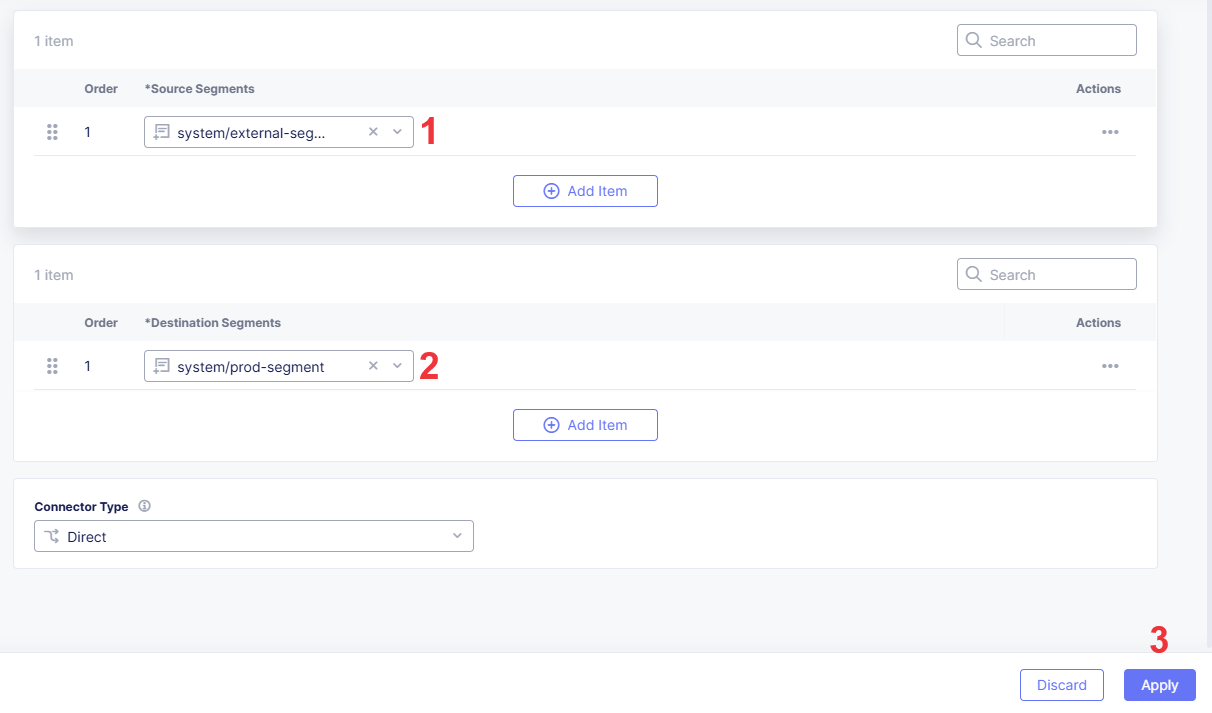 1 item
Search
Order
*Source Segments
Actions
1
system/external-seg...
1
Add Item
1 item
Search
Order
*Destination Segments
Actions
1
system/prod-segment
2
Add Item
Connector Type
Direct
3
Discard
Apply